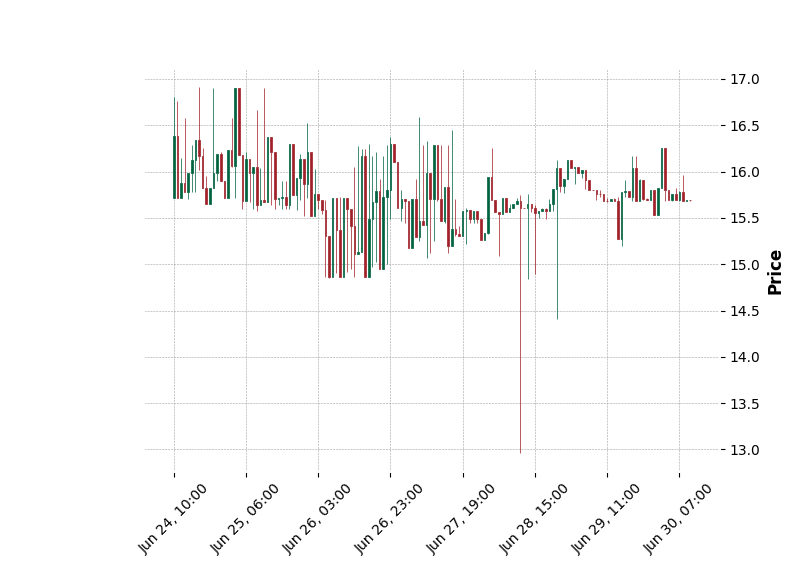 17.0
16.5
16.0
15.5
15.0
14.5
14.0
13.5
13.0
Price
Jun 24, 10:00
Jun 25, 06:00
Jun 26, 03:00
Jun 26, 23:00
Jun 27, 19:00
Jun 28, 15:00
Jun 29, 11:00
Jun 30, 07:00